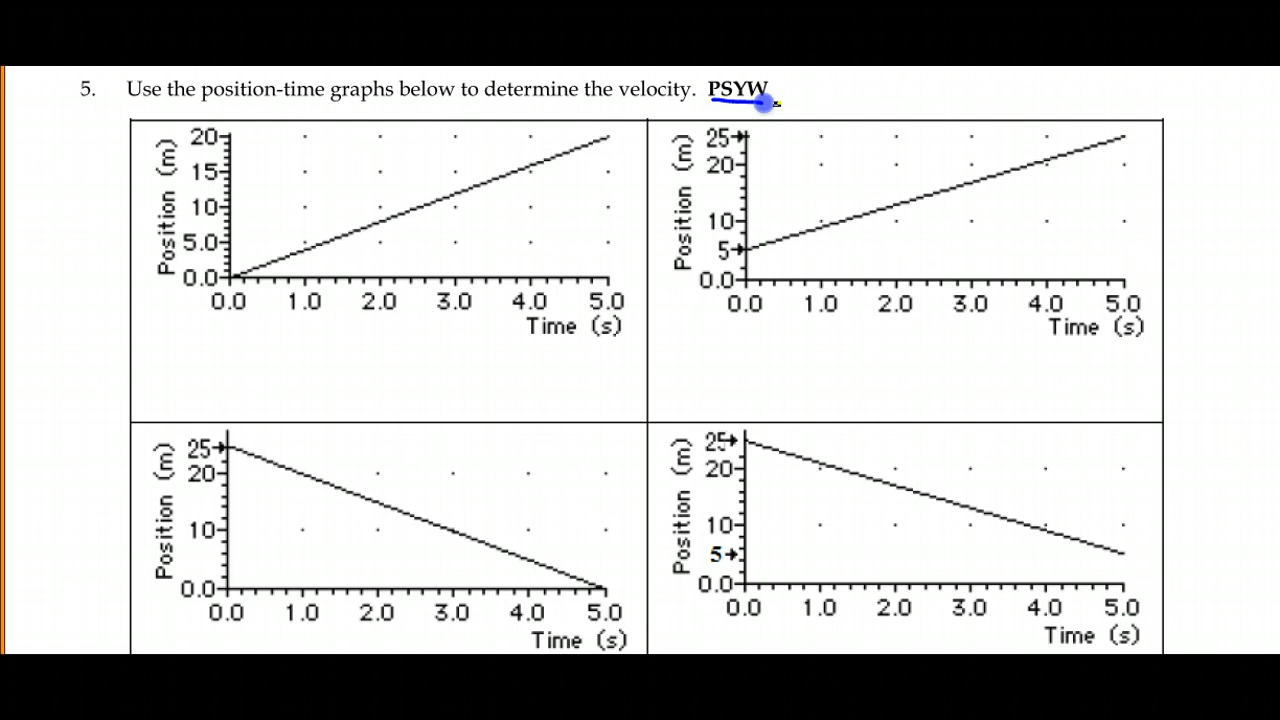 5. Use the position-time graphs below to determine the velocity. PSYW
20
15
10
5.0
0.0
Position (m)
0.0 1.0 2.0 3.0 4.0 5.0
Time (s)
25
20
10
5
0.0
Position (m)
0.0 1.0 2.0 3.0 4.0 5.0
Time (s)
25
20
10
0.0
Position (m)
0.0 1.0 2.0 3.0 4.0 5.0
Time (s)
25
20
10
5
0.0
Position (m)
0.0 1.0 2.0 3.0 4.0 5.0
Time (s)